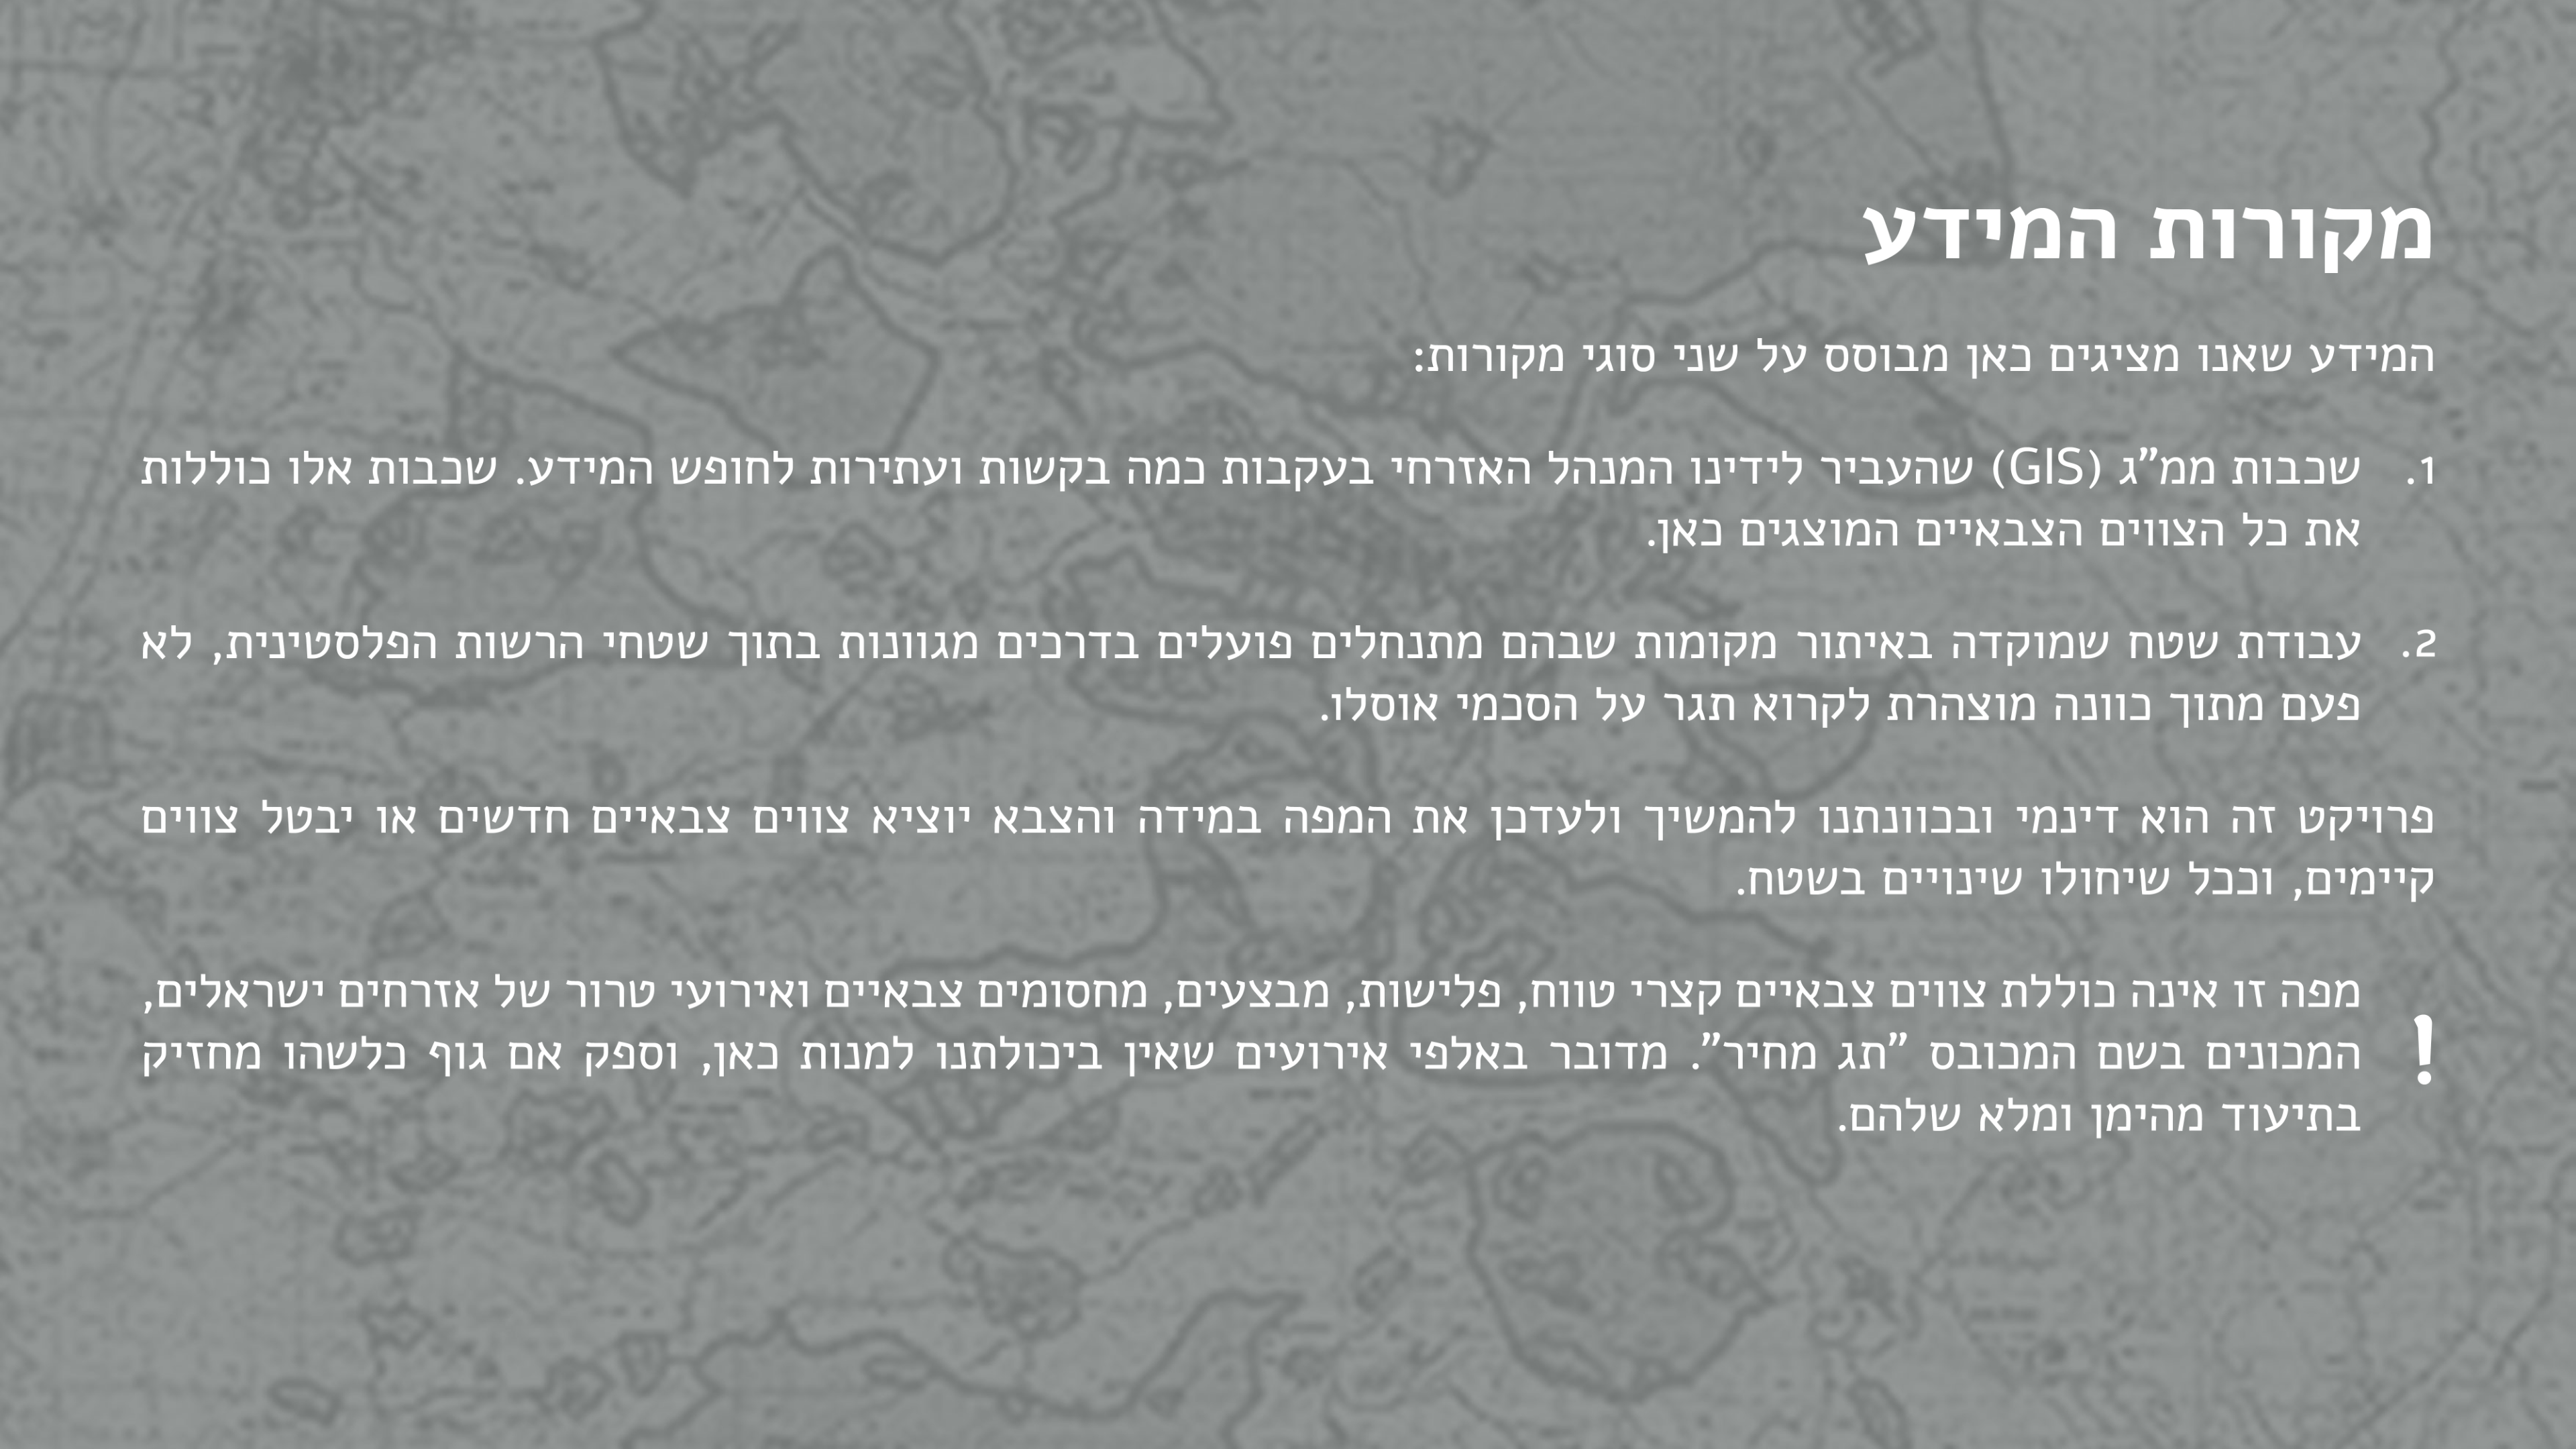 מקורות המידע
המידע שאנו מציגים כאן מבוסס על שני סוגי מקורות:
1. שכבות ממ”ג (GIS) שהעביר לידינו המנהל האזרחי בעקבות כמה בקשות ועתירות לחופש המידע. שכבות אלו כוללות
את כל הצווים הצבאיים המוצגים כאן.
2. עבודת שטח שמוקדה באיתור מקומות שבהם מתנחלים פועלים בדרכים מגוונות בתוך שטחי הרשות הפלסטינית, לא
פעם מתוך כוונה מוצהרת לקרוא תגר על הסכמי אוסלו.
פרויקט זה הוא דינמי ובכוונתנו להמשיך ולעדכן את המפה במידה והצבא יוציא צווים צבאיים חדשים או יבטל צווים
קיימים, וככל שיחולו שינויים בשטח.
מפה זו אינה כוללת צווים צבאיים קצרי טווח, פלישות, מבצעים, מחסומים צבאיים ואירועי טרור של אזרחים ישראלים,
! המכונים בשם המכובס ”תג מחיר”. מדובר באלפי אירועים שאין ביכולתנו למנות כאן, וספק אם גוף כלשהו מחזיק
בתיעוד מהימן ומלא שלהם.